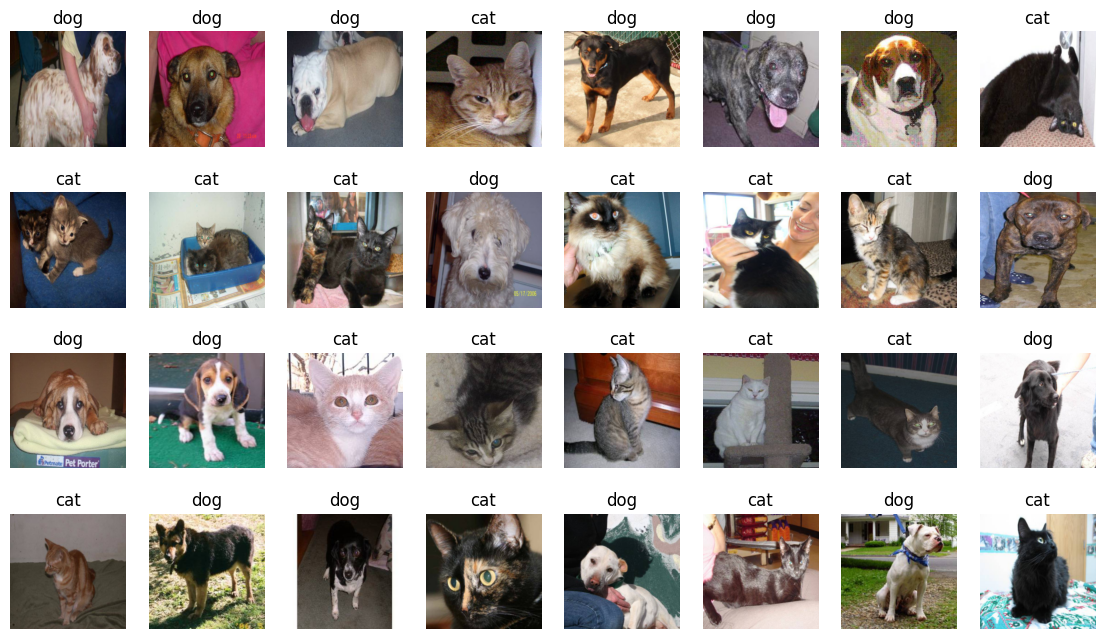 dog dog dog cat dog dog dog cat
cat cat cat dog cat cat cat dog
dog dog cat cat cat cat cat dog
Pet Porter
cat dog dog cat dog cat dog cat